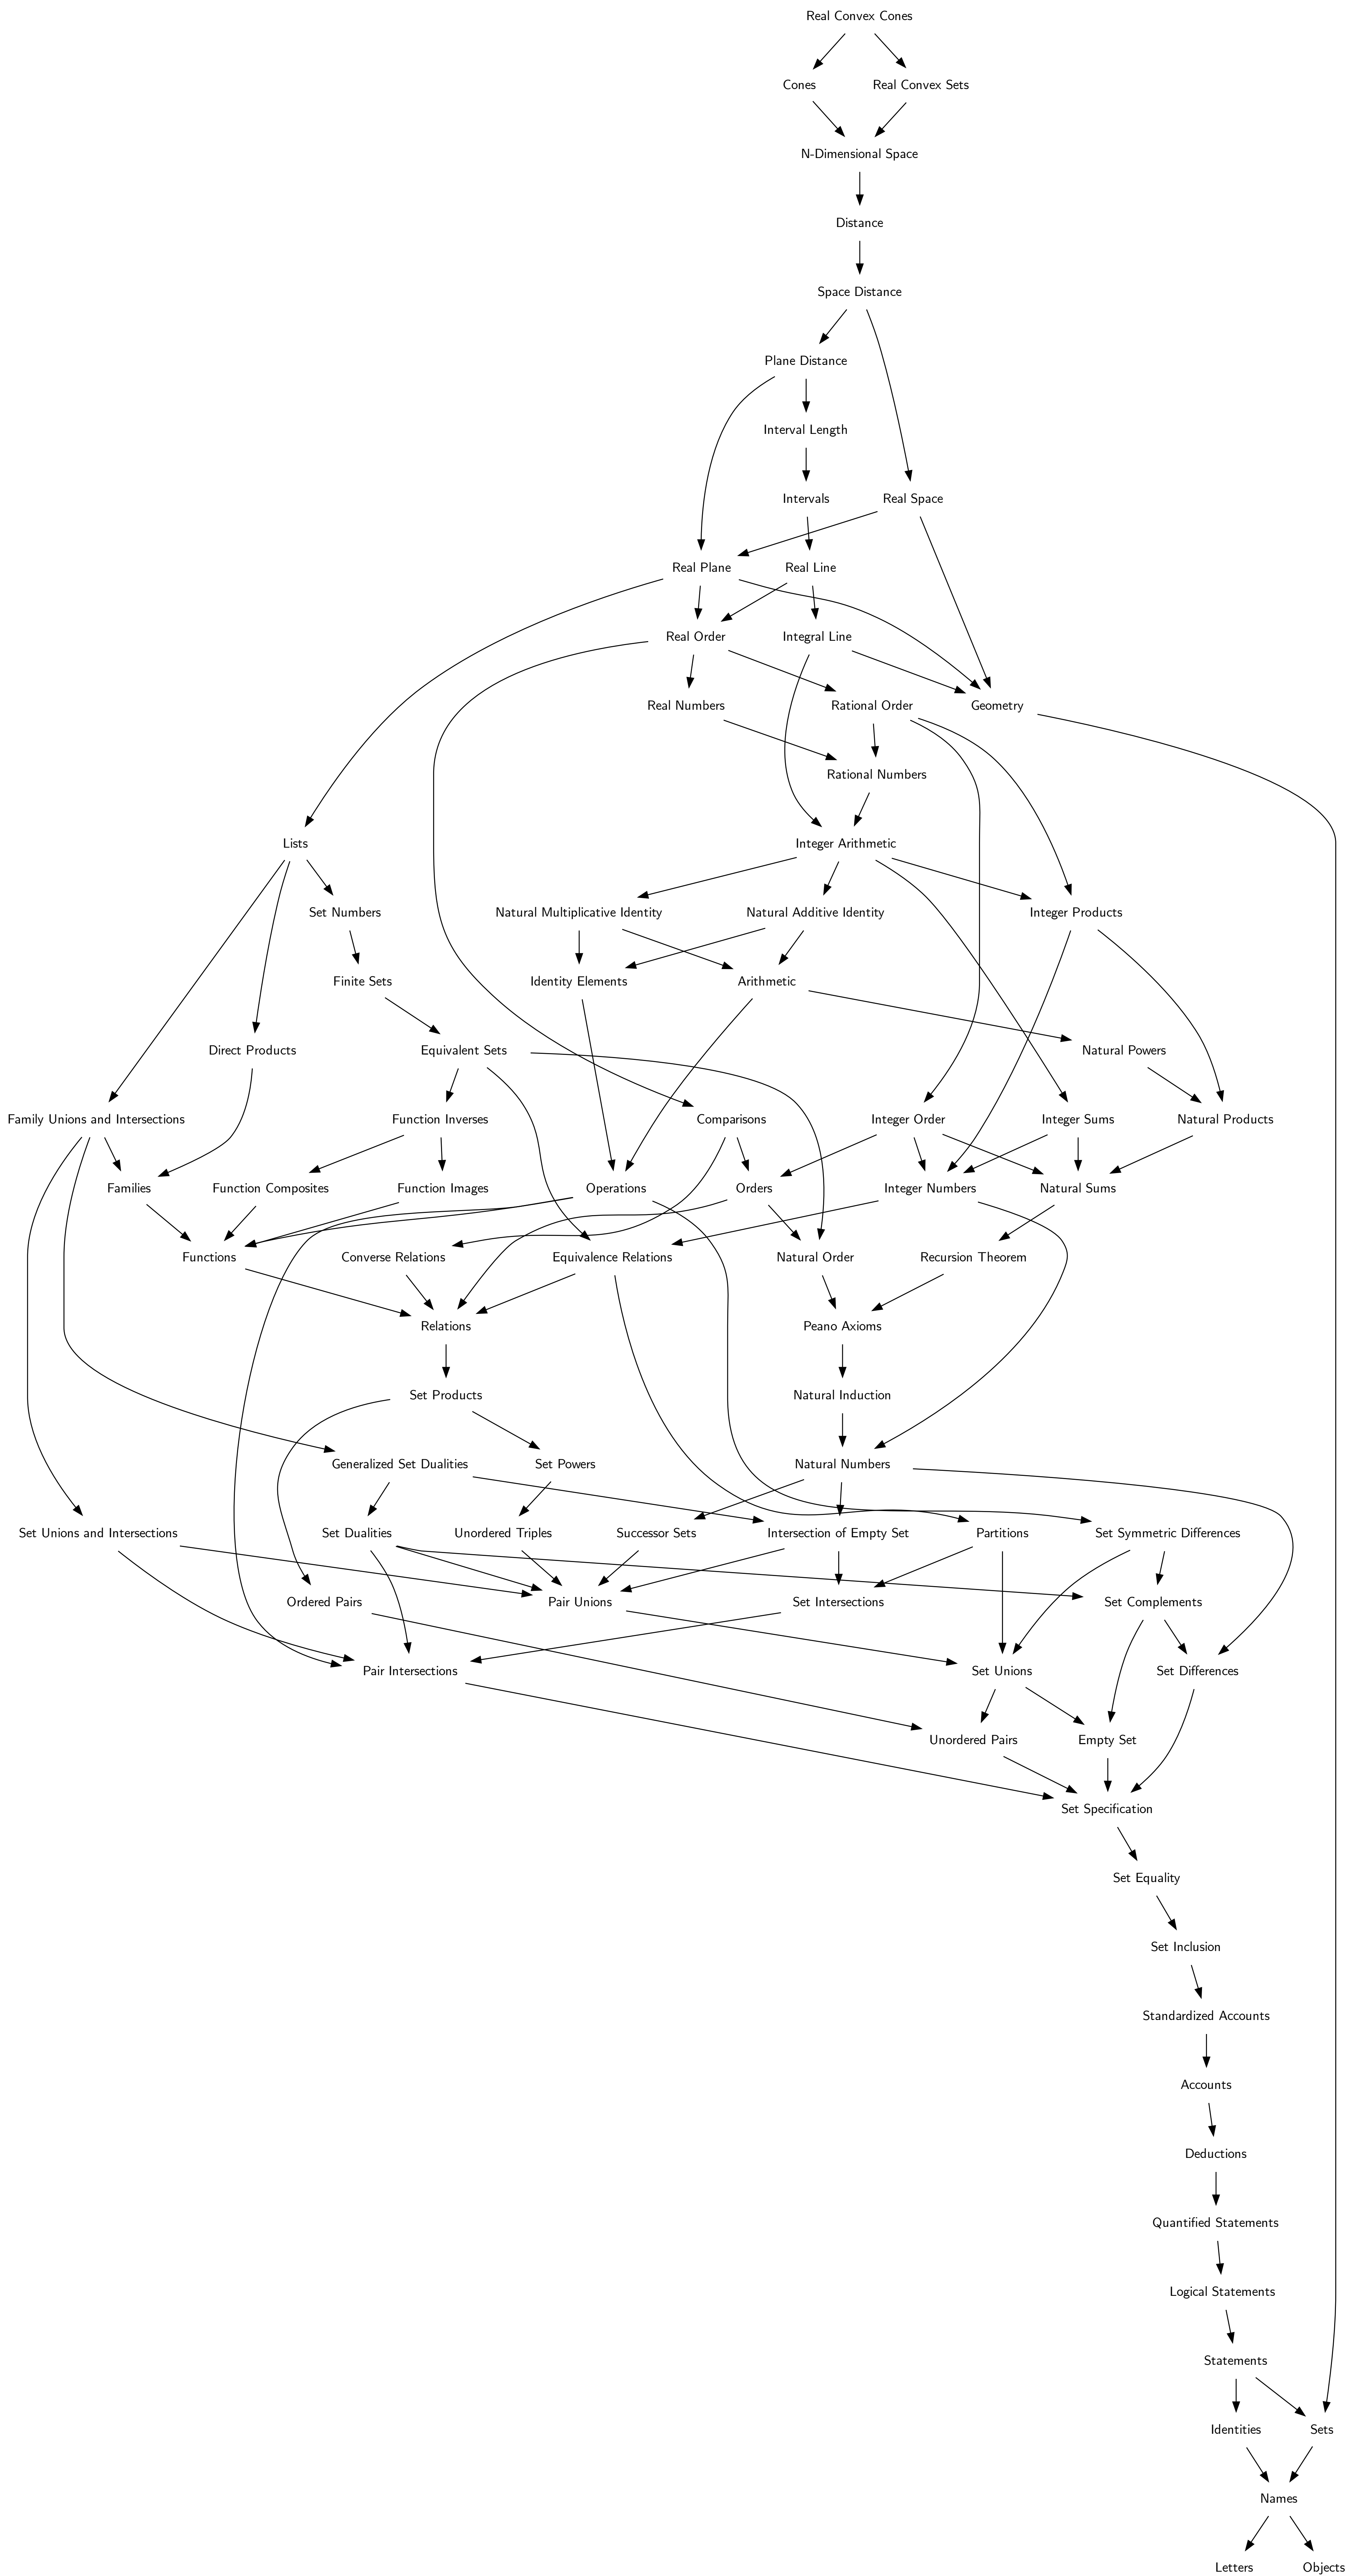 Real Convex Cones
Cones
Real Convex Sets
N-Dimensional Space
Distance
Space Distance
Plane Distance
Interval Length
Intervals
Real Space
Real Plane
Real Line
Real Order
Integral Line
Real Numbers
Rational Order
Geometry
Rational Numbers
Lists
Integer Arithmetic
Set Numbers
Natural Multiplicative Identity
Natural Additive Identity
Integer Products
Finite Sets
Identity Elements
Arithmetic
Direct Products
Equivalent Sets
Natural Powers
Family Unions and Intersections
Function Inverses
Comparisons
Integer Order
Integer Sums
Natural Products
Families
Function Composites
Function Images
Operations
Orders
Integer Numbers
Natural Sums
Functions
Converse Relations
Equivalence Relations
Natural Order
Recursion Theorem
Relations
Peano Axioms
Set Products
Natural Induction
Generalized Set Dualities
Set Powers
Natural Numbers
Set Unions and Intersections
Set Dualities
Unordered Triples
Successor Sets
Intersection of Empty Set
Partitions
Set Symmetric Differences
Ordered Pairs
Pair Unions
Set Intersections
Set Complements
Pair Intersections
Set Unions
Set Differences
Unordered Pairs
Empty Set
Set Specification
Set Equality
Set Inclusion
Standardized Accounts
Accounts
Deductions
Quantified Statements
Logical Statements
Statements
Identities
Sets
Names
Letters
Objects